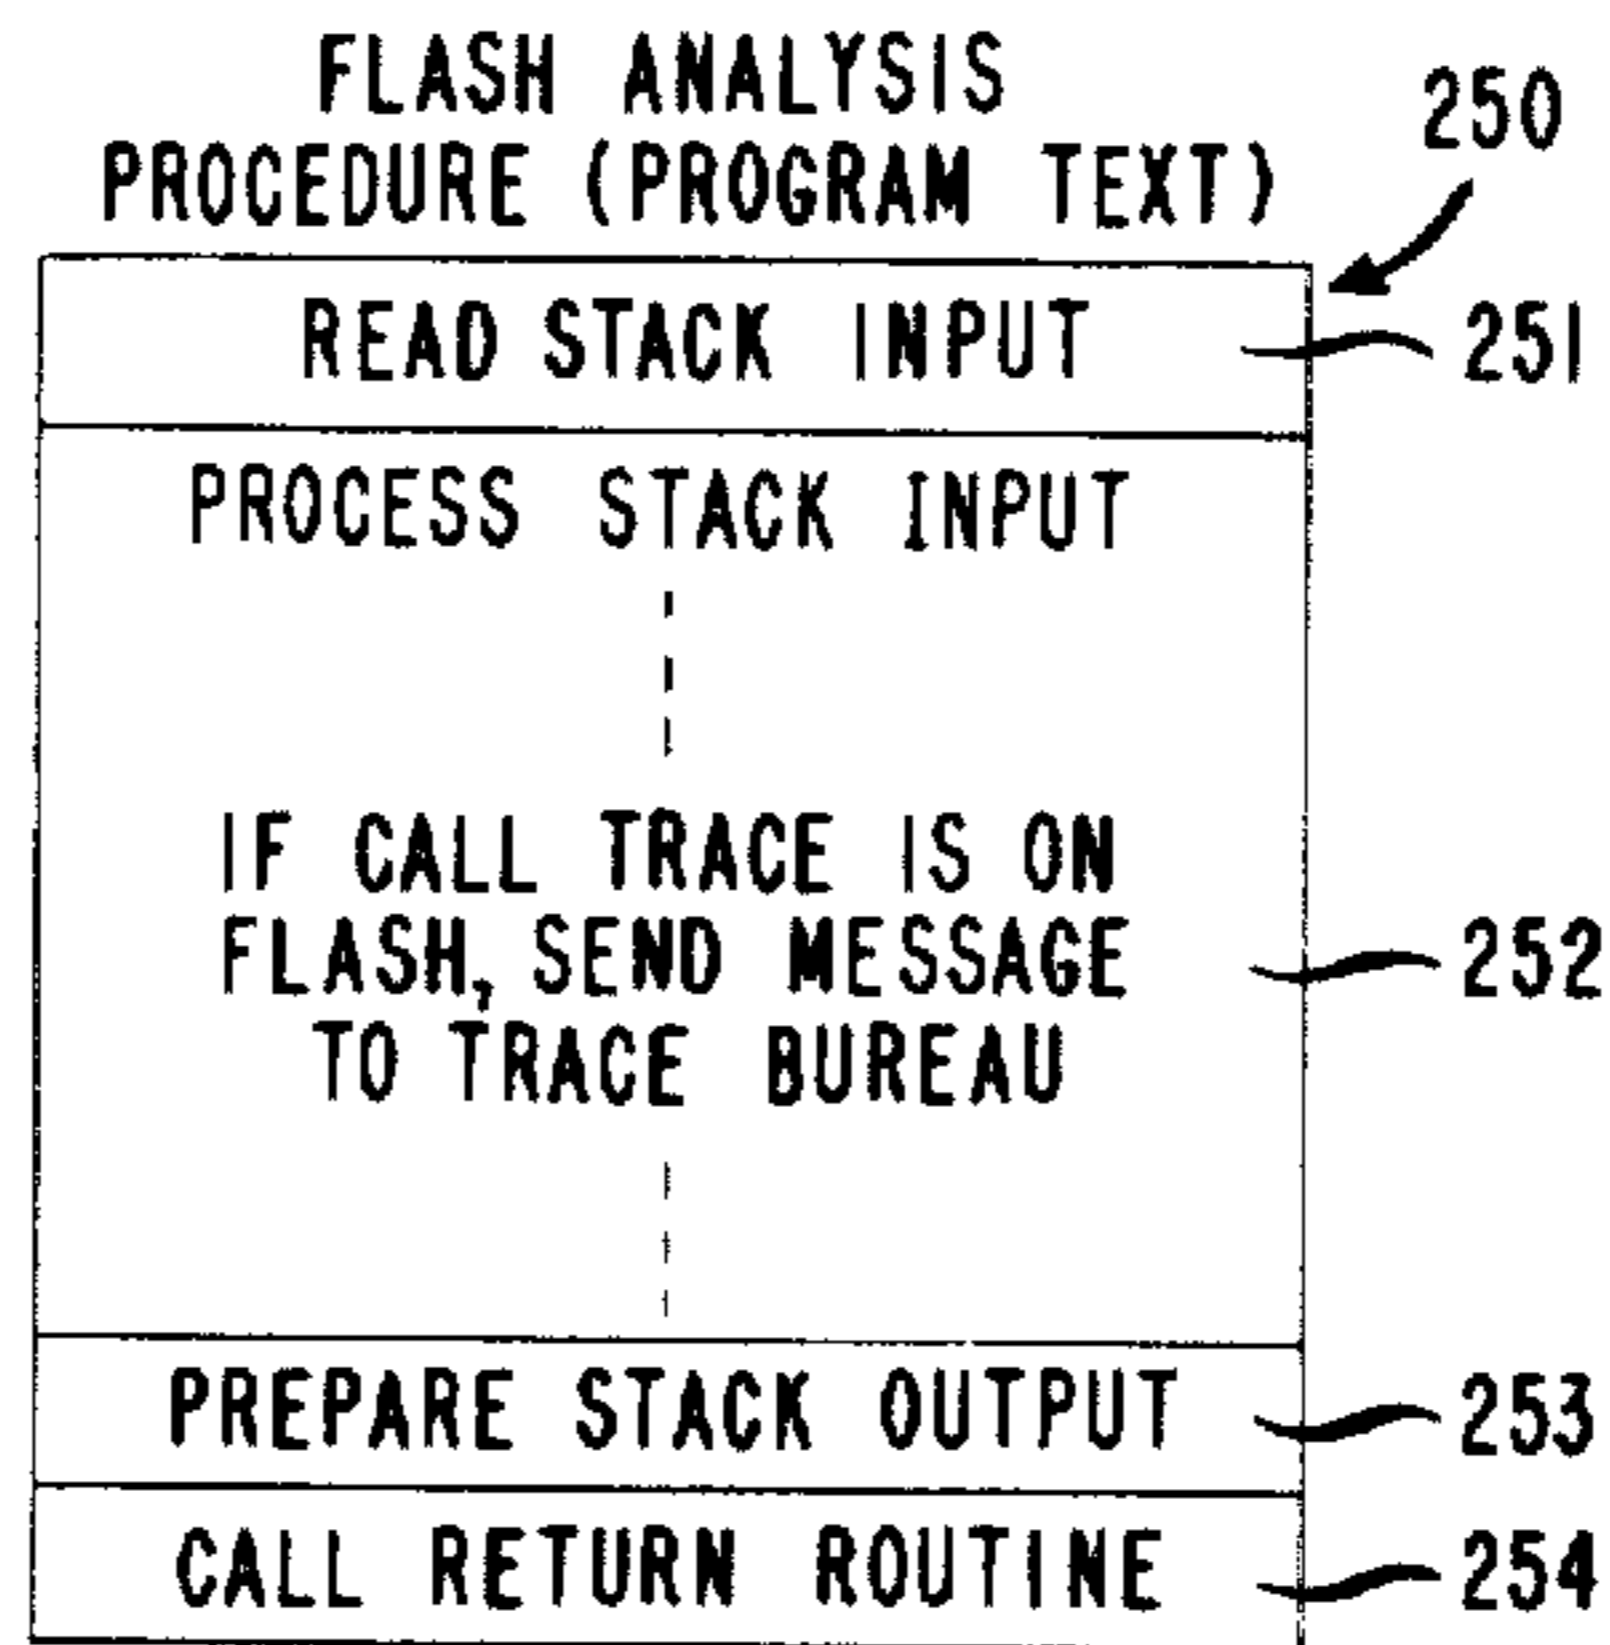 FLASH ANALYSIS
PROCEDURE (PROGRAM TEXT)
250
READ STACK INPUT
251
PROCESS STACK INPUT
IF CALL TRACE IS ON
FLASH, SEND MESSAGE
TO TRACE BUREAU
252
PREPARE STACK OUTPUT
253
CALL RETURN ROUTINE
254